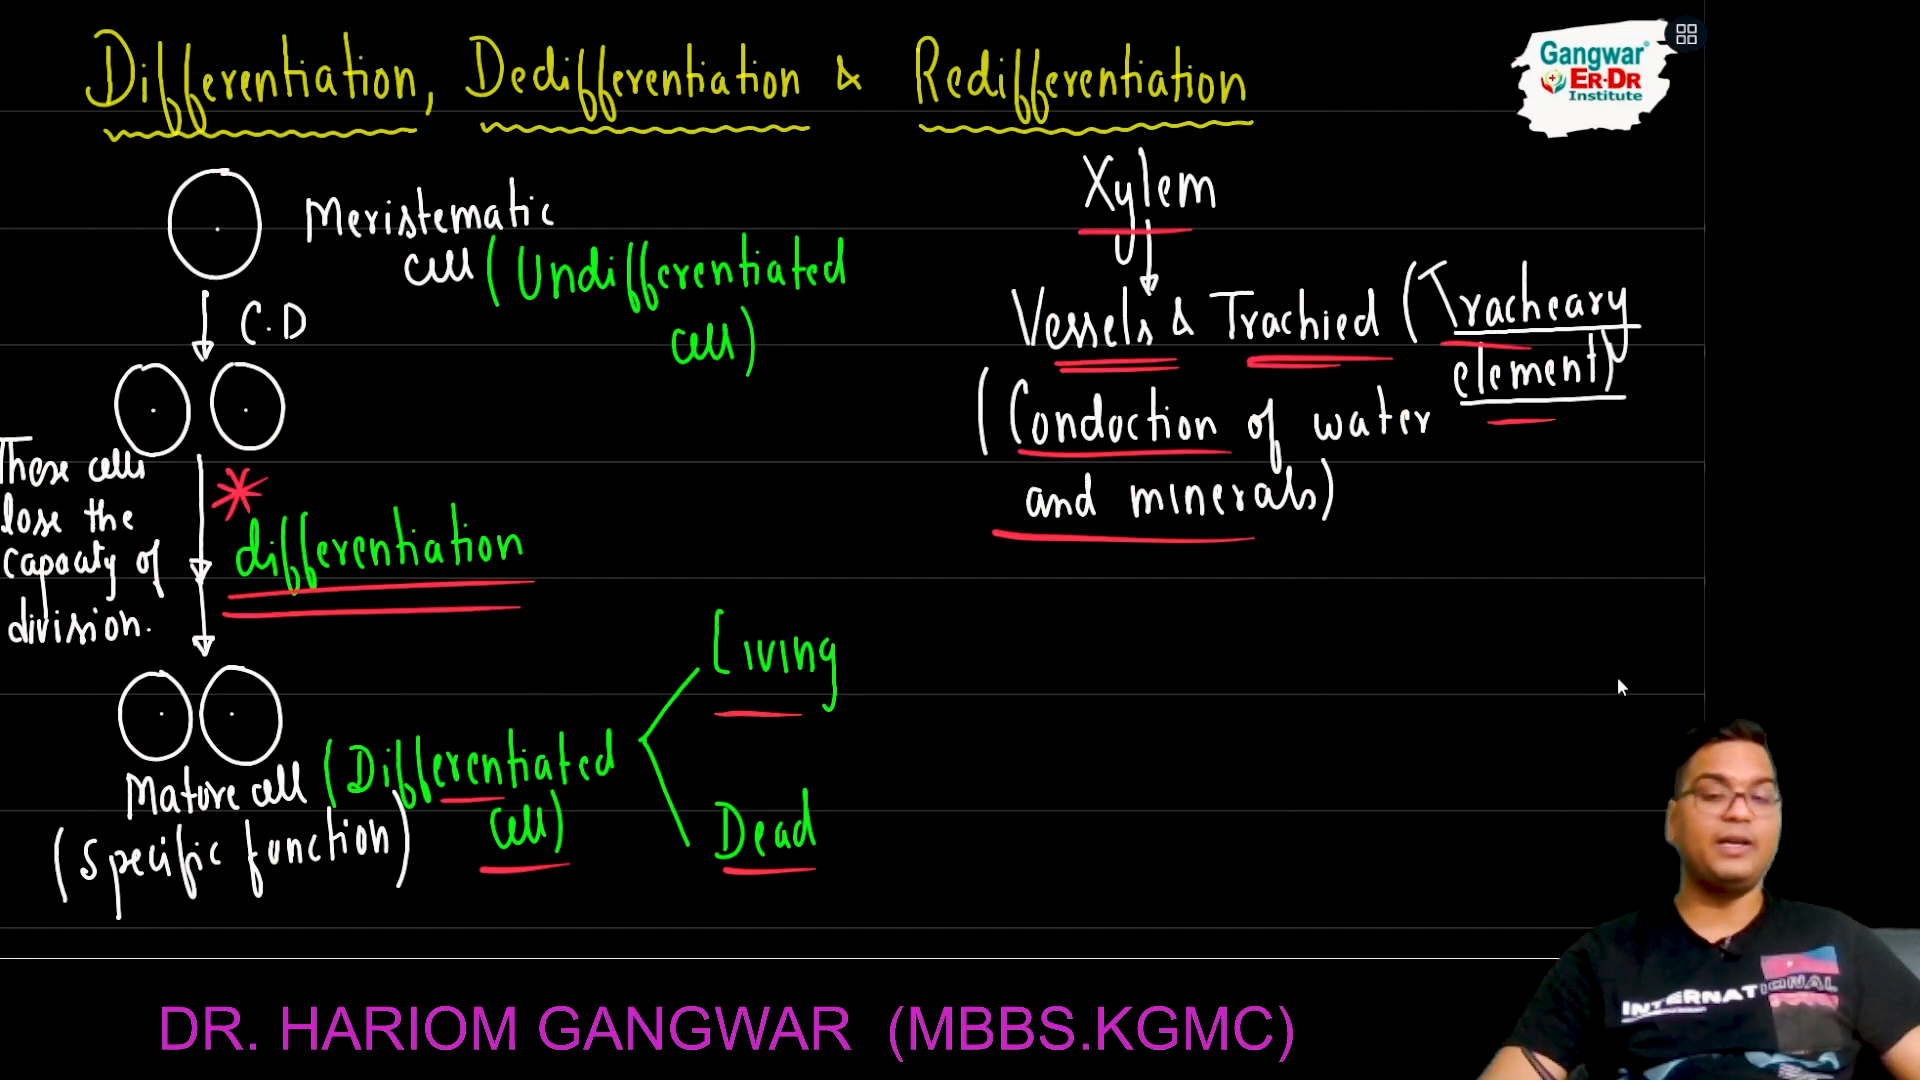 Differentiation, Dedifferentiation & Redifferentiation
Gangwar
ER-DR
Institute
Meristematic
cell (Undifferentiated
cell)
C.D
These cells
lose the
capacity of
division.
differentiation
Mature cell (Differentiated
cell)
(Specific function)
Living
Dead
Xylem
Vessels & Trachied (Tracheary
element)
(Conduction of water
and minerals)
INTERNATIONAL
DR. HARIOM GANGWAR (MBBS.KGMC)